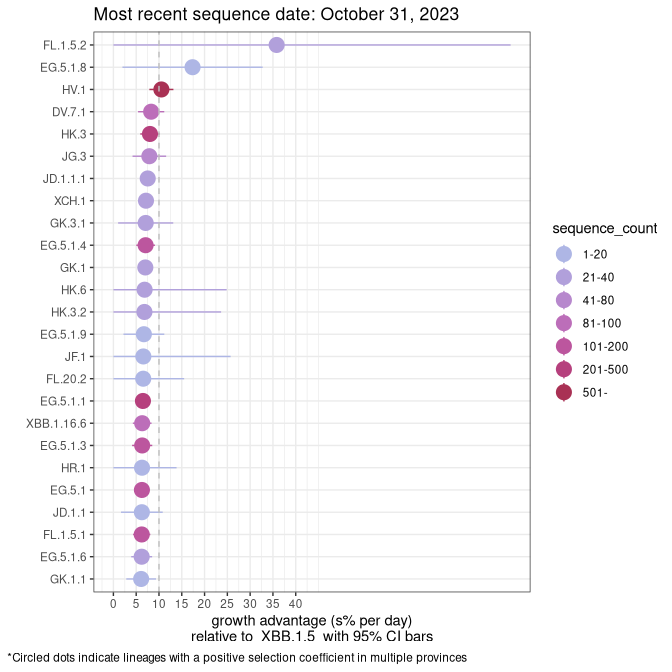 Most recent sequence date: October 31, 2023
FL.1.5.2
EG.5.1.8
HV.1
DV.7.1
HK.3
JG.3
JD.1.1.1
XCH.1
GK.3.1
EG.5.1.4
GK.1
HK.6
HK.3.2
EG.5.1.9
JF.1
FL.20.2
EG.5.1.1
XBB.1.16.6
EG.5.1.3
HR.1
EG.5.1
JD.1.1
FL.1.5.1
EG.5.1.6
GK.1.1
0 5 10 15 20 25 30 35 40
growth advantage (s% per day)
relative to XBB.1.5 with 95% CI bars
sequence_count
1-20
21-40
41-80
81-100
101-200
201-500
501-
*Circled dots indicate lineages with a positive selection coefficient in multiple provinces